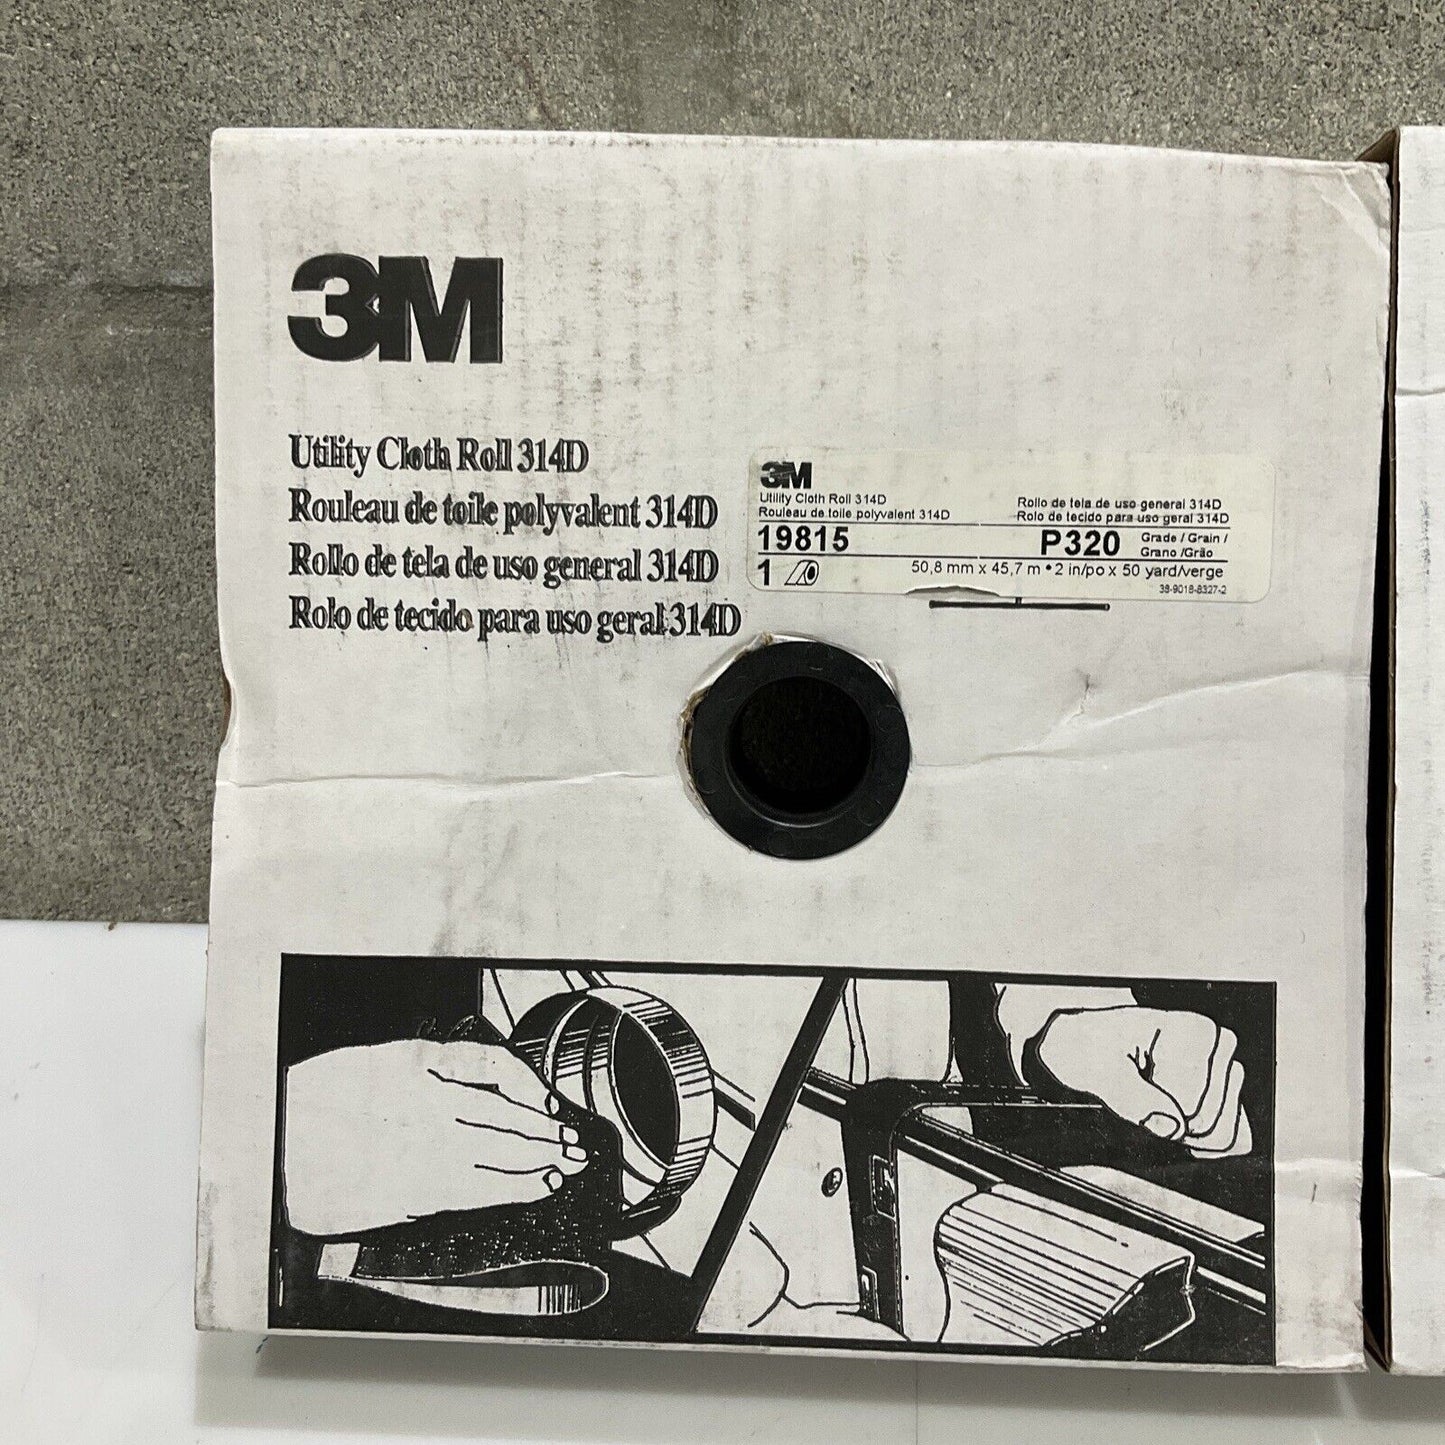 3M
Utility Cloth Roll 314D
Rouleau de toile polyvalent 314D
Rollo de tela de uso general 314D
Rolo de tecido para uso geral 314D
3M
Utility Cloth Roll 314D
Rouleau de toile polyvalent 314D
Rollo de tela de uso general 314D
Rolo de tecido para uso geral 314D
19815
P320 Grade / Grain /
Grano /Grão
1
50,8 mm x 45,7 m • 2 in/po x 50 yard/verge
38-9018-8327-2